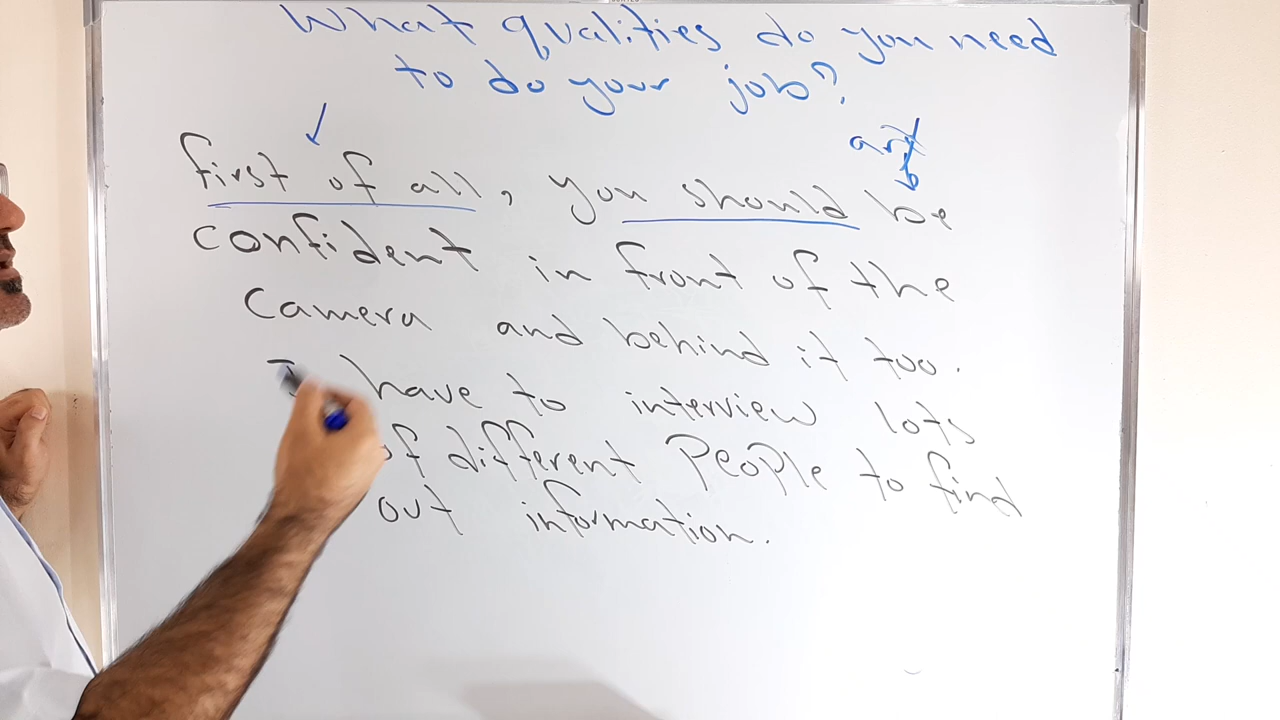 What qualities do you need
to do your job?
first of all, you should be
confident in front of the
camera and behind it too.
I have to interview lots
of different people to find
out information.